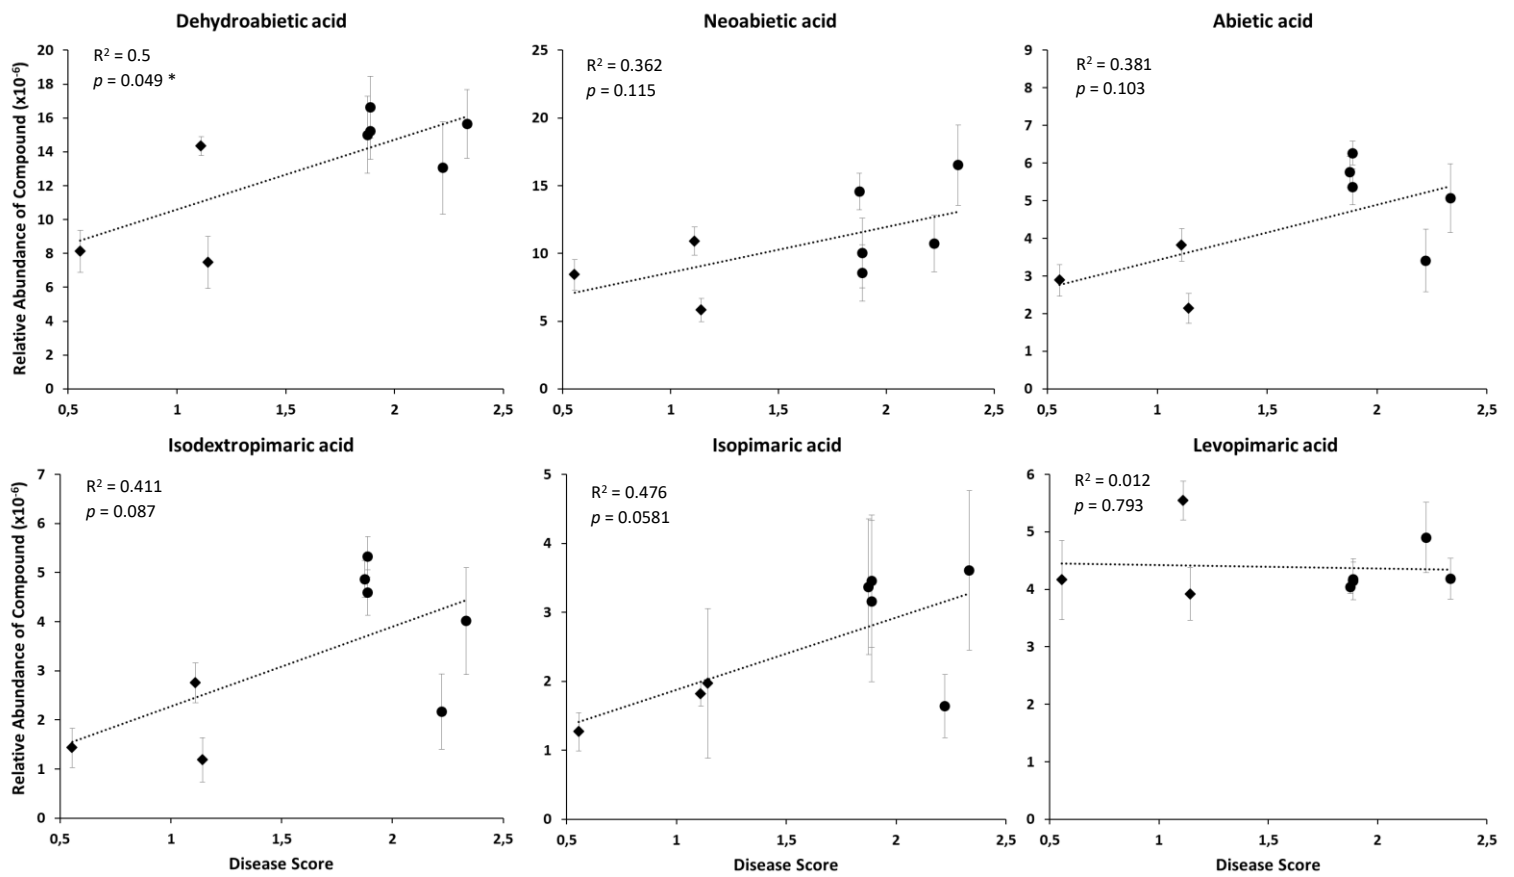 Dehydroabietic acid
Neoabietic acid
Abietic acid
R² = 0.5
p = 0.049 *
R² = 0.362
p = 0.115
R² = 0.381
p = 0.103
Relative Abundance of Compound (x10⁻⁶)
20
18
16
14
12
10
8
6
4
2
0
0,5 1 1,5 2 2,5
25
20
15
10
5
0
0,5 1 1,5 2 2,5
9
8
7
6
5
4
3
2
1
0
0,5 1 1,5 2 2,5
Isodextropimaric acid
Isopimaric acid
Levopimaric acid
R² = 0.411
p = 0.087
R² = 0.476
p = 0.0581
R² = 0.012
p = 0.793
Relative Abundance of Compound (x10⁻⁶)
7
6
5
4
3
2
1
0
0,5 1 1,5 2 2,5
Disease Score
5
4
3
2
1
0
0,5 1 1,5 2 2,5
Disease Score
6
5
4
3
2
1
0
0,5 1 1,5 2 2,5
Disease Score